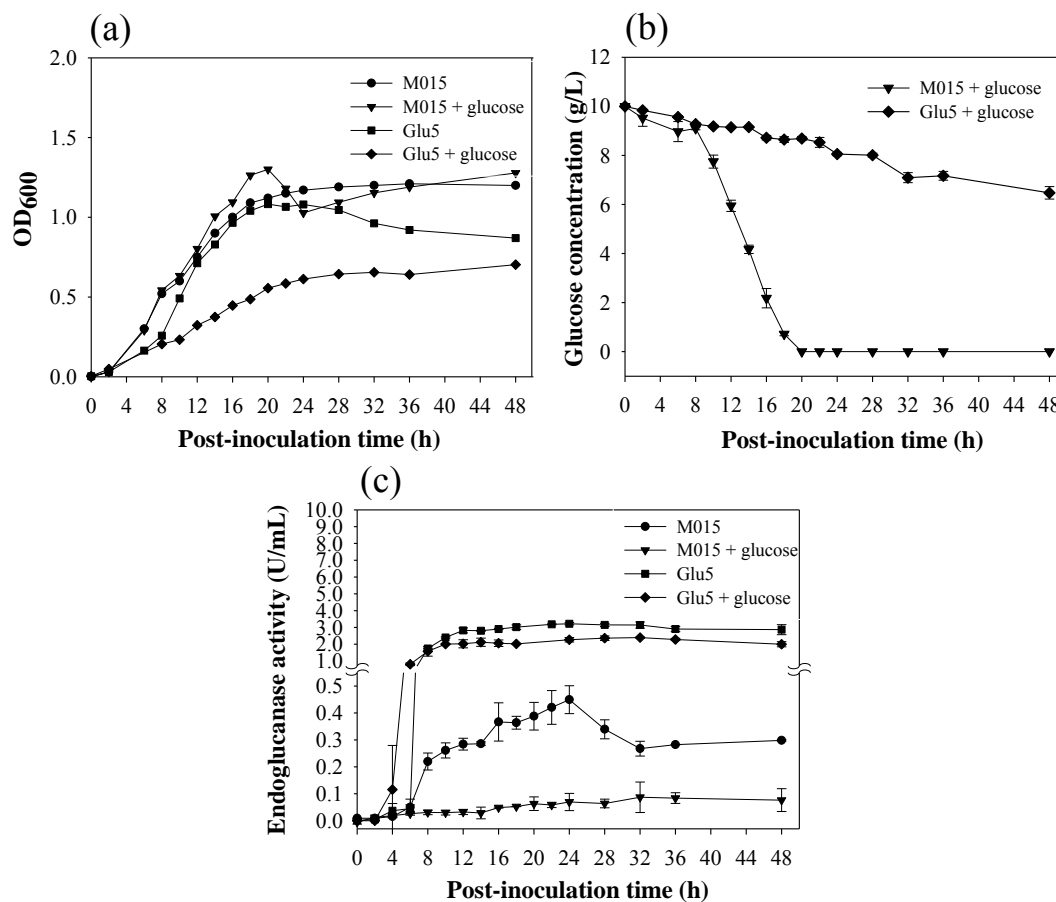 (a)
2.0
1.5
1.0
0.5
0.0
OD600
M015
M015 + glucose
Glu5
Glu5 + glucose
0 4 8 12 16 20 24 28 32 36 40 44 48
Post-inoculation time (h)
(b)
12
10
8
6
4
2
0
Glucose concentration (g/L)
M015 + glucose
Glu5 + glucose
0 4 8 12 16 20 24 28 32 36 40 44 48
Post-inoculation time (h)
(c)
10.0
9.0
8.0
7.0
6.0
5.0
4.0
3.0
2.0
1.0
0.5
0.4
0.3
0.2
0.1
0.0
Endoglucanase activity (U/mL)
M015
M015 + glucose
Glu5
Glu5 + glucose
0 4 8 12 16 20 24 28 32 36 40 44 48
Post-inoculation time (h)